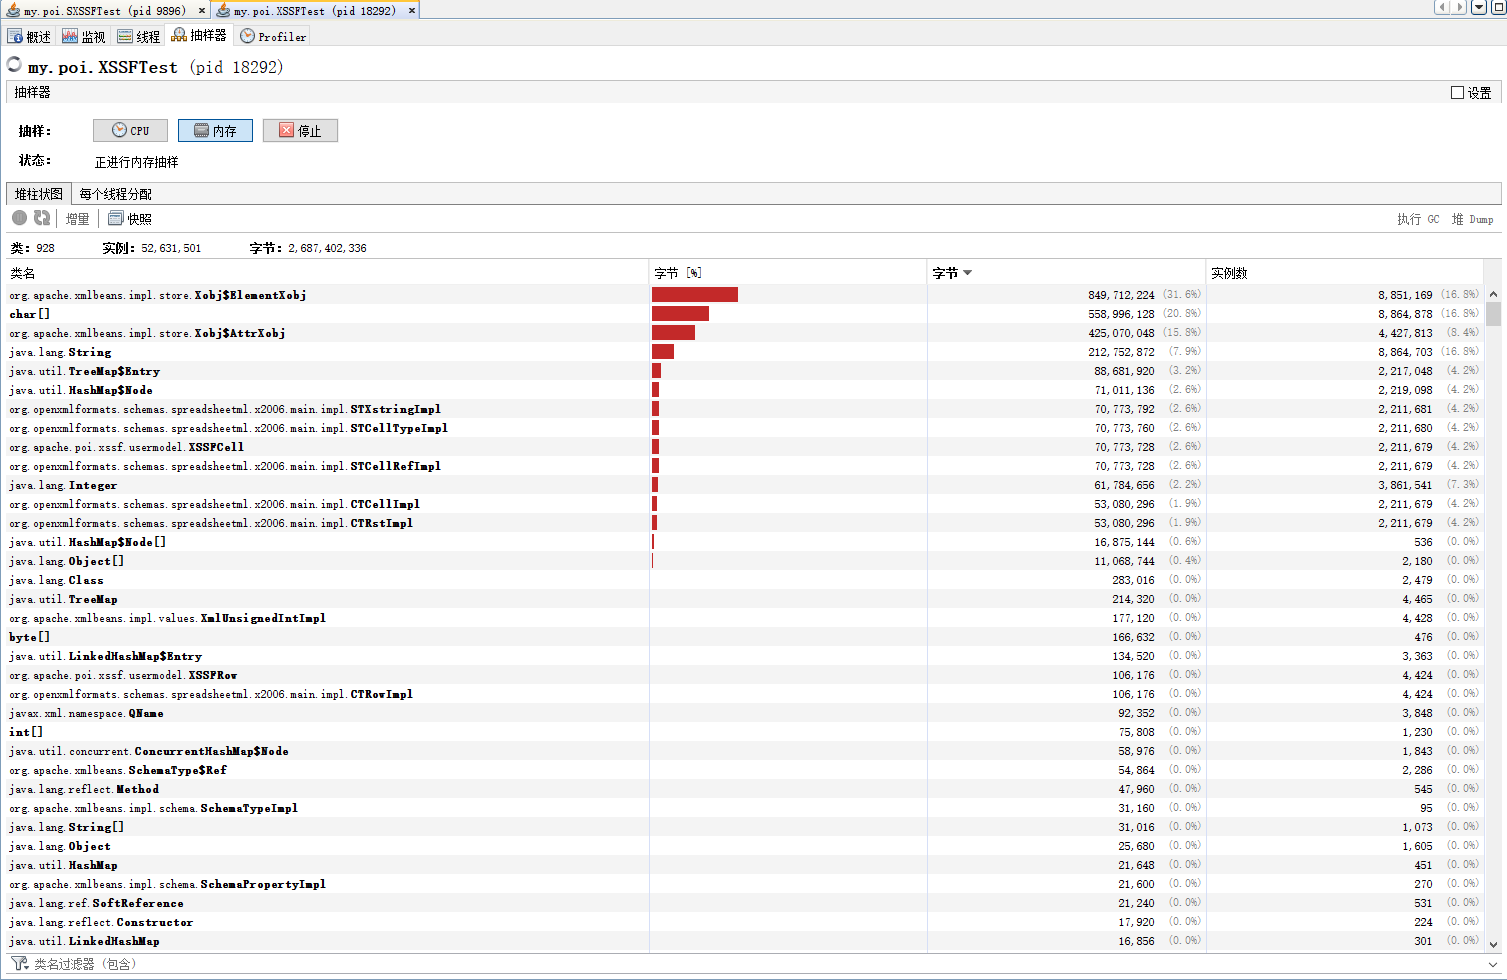 my.poi.SXSSFTest (pid 9896) × my.poi.XSSFTest (pid 18292) ×
概述 监视 线程 抽样器 Profiler
my.poi.XSSFTest (pid 18292)
抽样器 设置
抽样： CPU 内存 停止
状态： 正进行内存抽样
堆柱状图 每个线程分配
增量 快照 执行 GC 堆 Dump
类：928 实例：52,631,501 字节：2,687,402,336
类名 字节 [%] 字节 实例数
org.apache.xmlbeans.impl.store.Xobj$ElementXobj 849,712,224 (31.6%) 8,851,169 (16.8%)
char[] 558,996,128 (20.8%) 8,864,878 (16.8%)
org.apache.xmlbeans.impl.store.Xobj$AttrXobj 425,070,048 (15.8%) 4,427,813 (8.4%)
java.lang.String 212,752,872 (7.9%) 8,864,703 (16.8%)
java.util.TreeMap$Entry 88,681,920 (3.2%) 2,217,048 (4.2%)
java.util.HashMap$Node 71,011,136 (2.6%) 2,219,098 (4.2%)
org.openxmlformats.schemas.spreadsheetml.x2006.main.impl.STXstringImpl 70,773,792 (2.6%) 2,211,681 (4.2%)
org.openxmlformats.schemas.spreadsheetml.x2006.main.impl.STCellTypeImpl 70,773,760 (2.6%) 2,211,680 (4.2%)
org.apache.poi.xssf.usermodel.XSSFCell 70,773,728 (2.6%) 2,211,679 (4.2%)
org.openxmlformats.schemas.spreadsheetml.x2006.main.impl.STCellRefImpl 70,773,728 (2.6%) 2,211,679 (4.2%)
java.lang.Integer 61,784,656 (2.2%) 3,861,541 (7.3%)
org.openxmlformats.schemas.spreadsheetml.x2006.main.impl.CTCellImpl 53,080,296 (1.9%) 2,211,679 (4.2%)
org.openxmlformats.schemas.spreadsheetml.x2006.main.impl.CTRstImpl 53,080,296 (1.9%) 2,211,679 (4.2%)
java.util.HashMap$Node[] 16,875,144 (0.6%) 536 (0.0%)
java.lang.Object[] 11,068,744 (0.4%) 2,180 (0.0%)
java.lang.Class 283,016 (0.0%) 2,479 (0.0%)
java.util.TreeMap 214,320 (0.0%) 4,465 (0.0%)
org.apache.xmlbeans.impl.values.XmlUnsignedIntImpl 177,120 (0.0%) 4,428 (0.0%)
byte[] 166,632 (0.0%) 476 (0.0%)
java.util.LinkedHashMap$Entry 134,520 (0.0%) 3,363 (0.0%)
org.apache.poi.xssf.usermodel.XSSFRow 106,176 (0.0%) 4,424 (0.0%)
org.openxmlformats.schemas.spreadsheetml.x2006.main.impl.CTRowImpl 106,176 (0.0%) 4,424 (0.0%)
javax.xml.namespace.QName 92,352 (0.0%) 3,848 (0.0%)
int[] 75,808 (0.0%) 1,230 (0.0%)
java.util.concurrent.ConcurrentHashMap$Node 58,976 (0.0%) 1,843 (0.0%)
org.apache.xmlbeans.SchemaType$Ref 54,864 (0.0%) 2,286 (0.0%)
java.lang.reflect.Method 47,960 (0.0%) 545 (0.0%)
org.apache.xmlbeans.impl.schema.SchemaTypeImpl 31,160 (0.0%) 95 (0.0%)
java.lang.String[] 31,016 (0.0%) 1,073 (0.0%)
java.lang.Object 25,680 (0.0%) 1,605 (0.0%)
java.util.HashMap 21,648 (0.0%) 451 (0.0%)
org.apache.xmlbeans.impl.schema.SchemaPropertyImpl 21,600 (0.0%) 270 (0.0%)
java.lang.ref.SoftReference 21,240 (0.0%) 531 (0.0%)
java.lang.reflect.Constructor 17,920 (0.0%) 224 (0.0%)
java.util.LinkedHashMap 16,856 (0.0%) 301 (0.0%)
类名过滤器（包含）